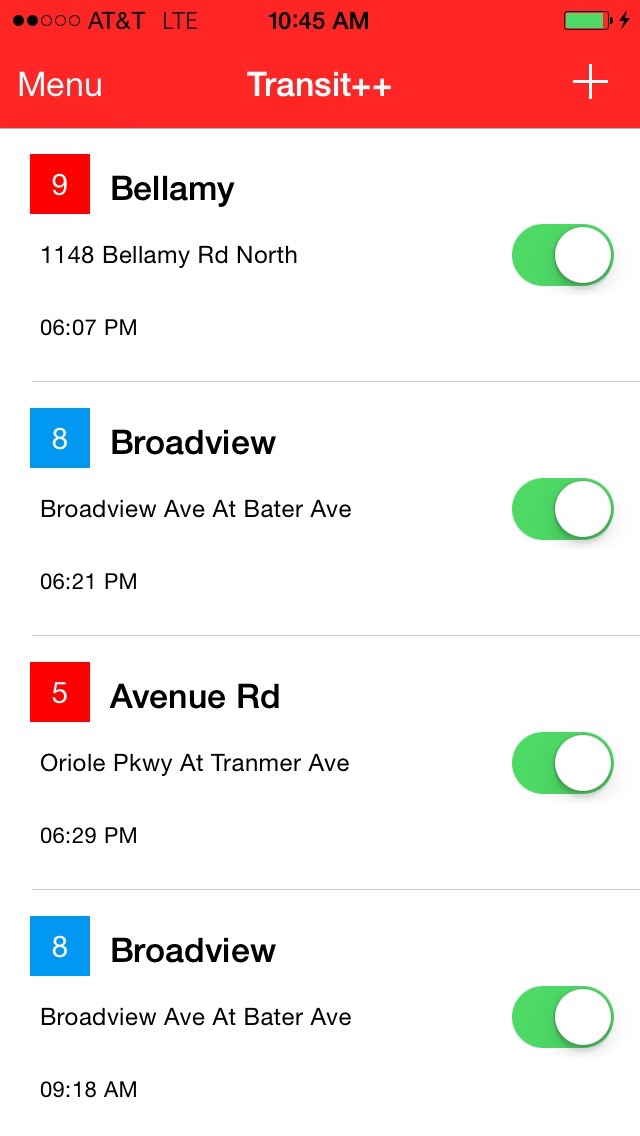 AT&T LTE 10:45 AM
Menu Transit++ +
9 Bellamy
1148 Bellamy Rd North
06:07 PM
8 Broadview
Broadview Ave At Bater Ave
06:21 PM
5 Avenue Rd
Oriole Pkwy At Tranmer Ave
06:29 PM
8 Broadview
Broadview Ave At Bater Ave
09:18 AM